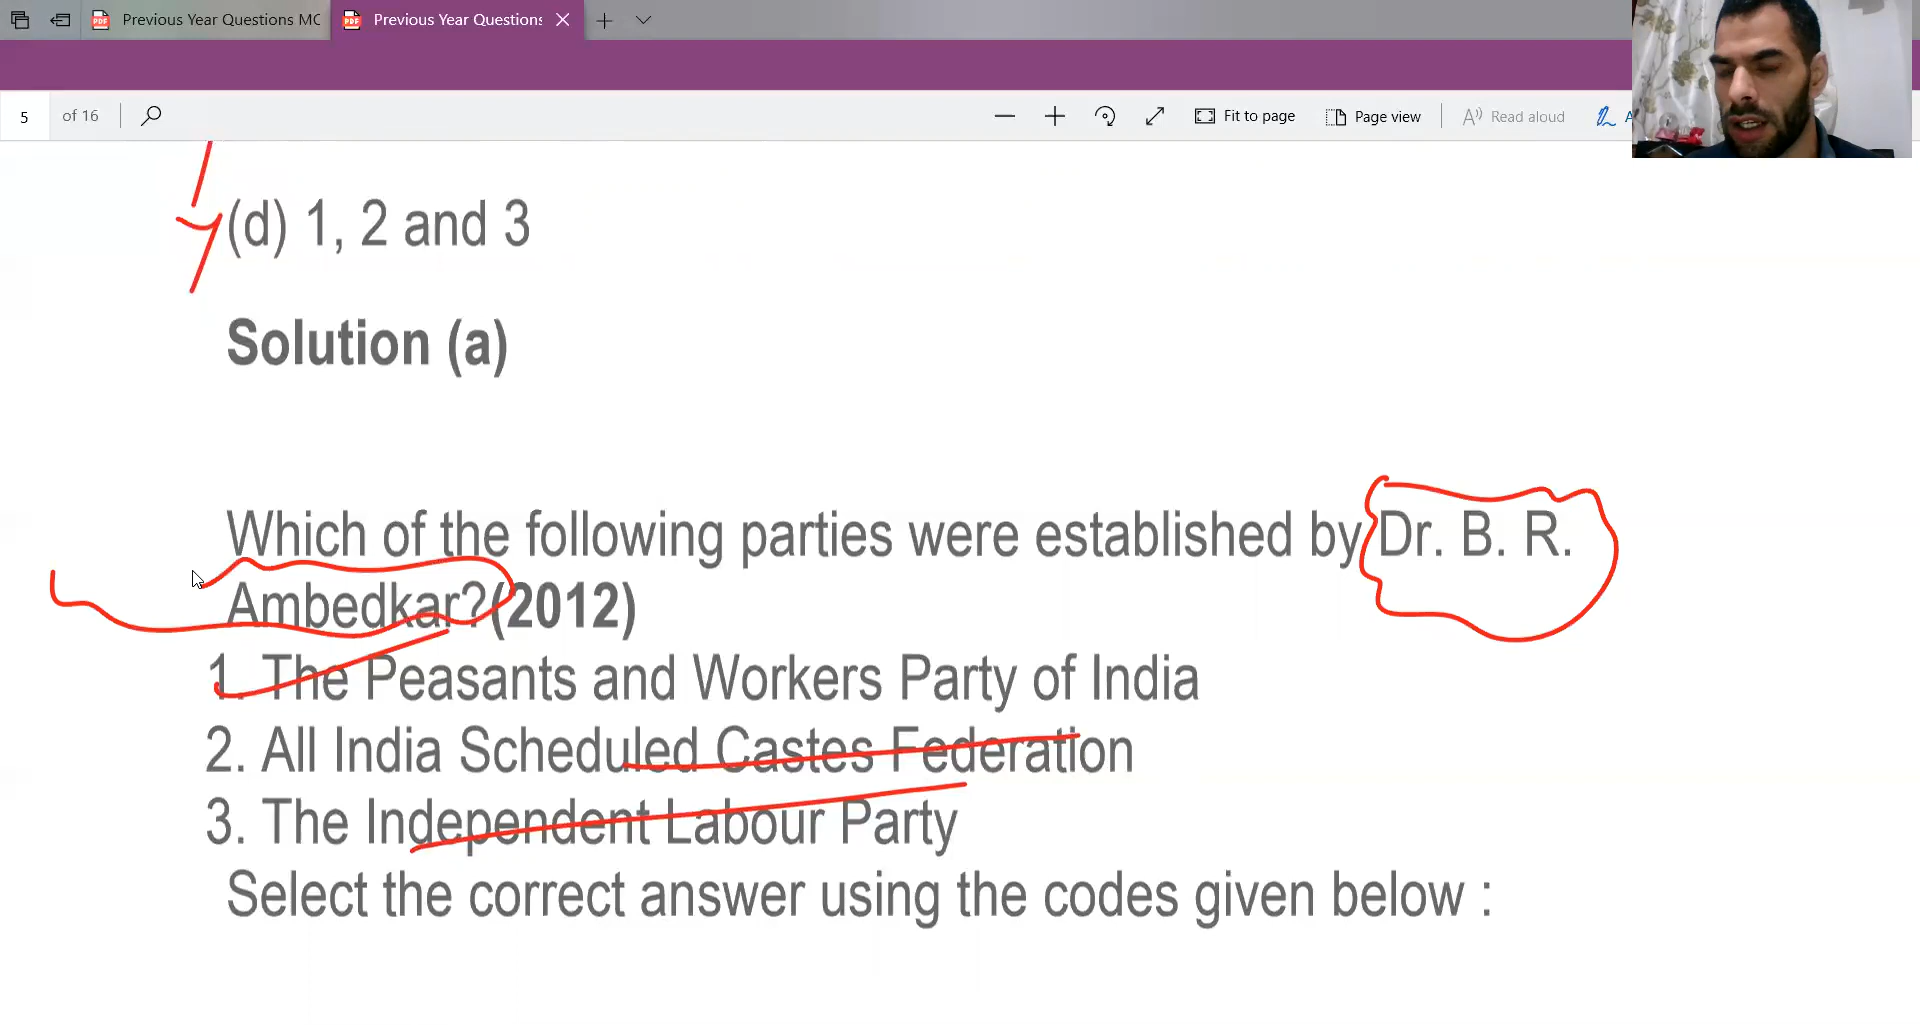 Previous Year Questions MC
Previous Year Questions
5 of 16
Fit to page
Page view
Read aloud
(d) 1, 2 and 3
Solution (a)
Which of the following parties were established by Dr. B. R.
Ambedkar?(2012)
1. The Peasants and Workers Party of India
2. All India Scheduled Castes Federation
3. The Independent Labour Party
Select the correct answer using the codes given below :